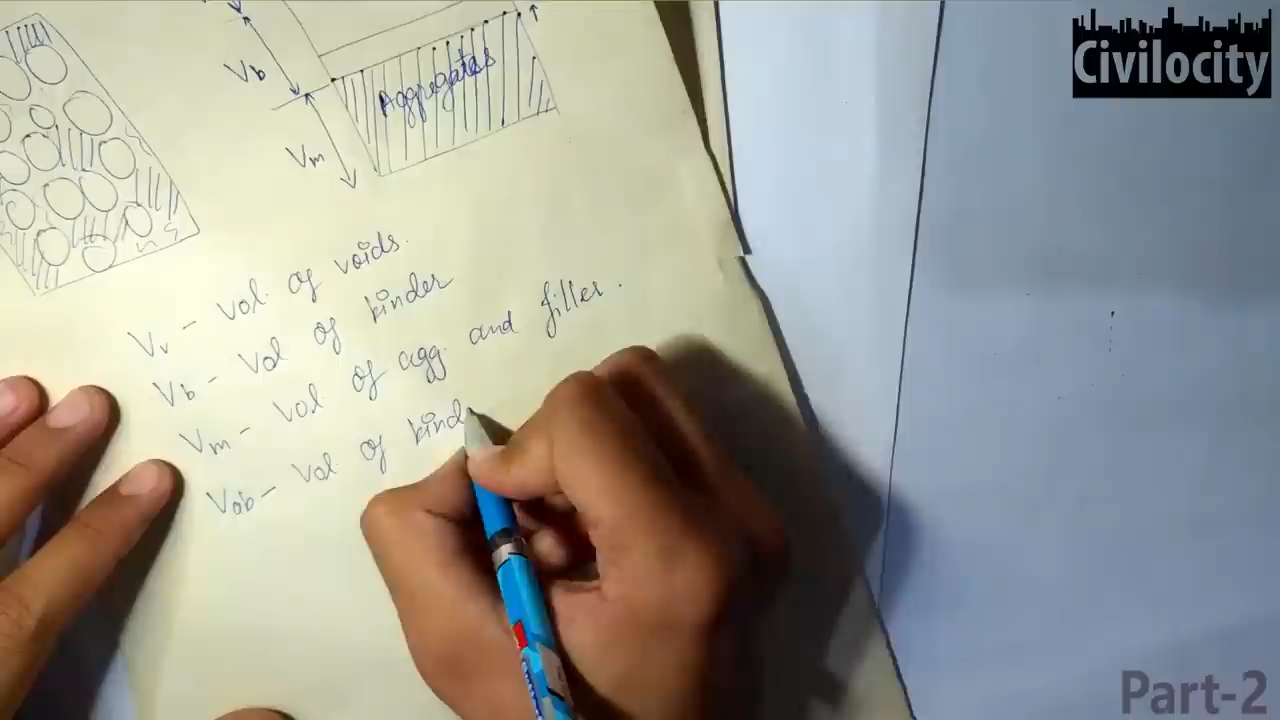 Civilocity
Vb
Aggregates
Vm
Vv - vol. of voids.
Vb - Vol of binder
Vm - Vol of agg. and filler.
Vab - Vol of bind
Part-2